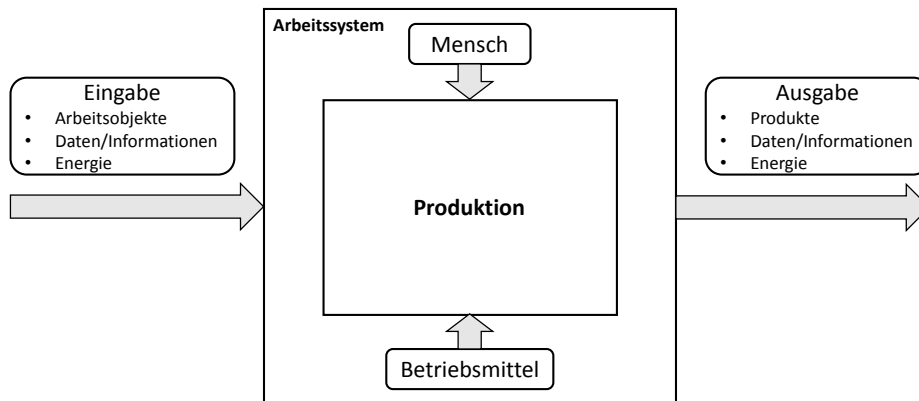 Arbeitssystem
Mensch
Eingabe
• Arbeitsobjekte
• Daten/Informationen
• Energie
Produktion
Ausgabe
• Produkte
• Daten/Informationen
• Energie
Betriebsmittel